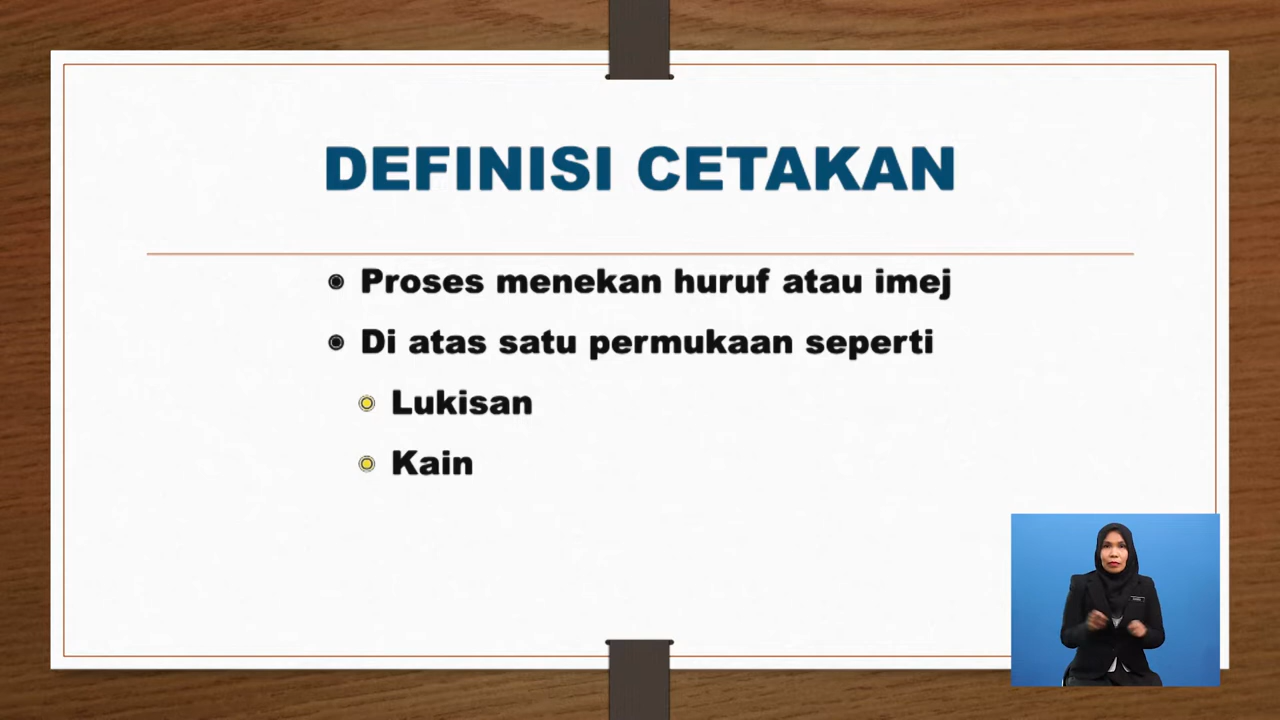 DEFINISI CETAKAN
Proses menekan huruf atau imej
Di atas satu permukaan seperti
Lukisan
Kain